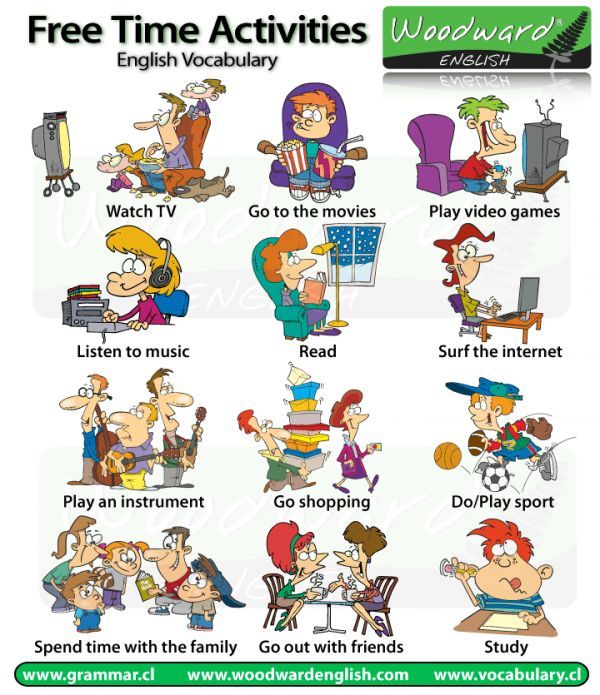 Free Time Activities
English Vocabulary
Woodward®
ENGLISH
Watch TV
Go to the movies
Play video games
Listen to music
Read
Surf the internet
Play an instrument
Go shopping
Do/Play sport
Spend time with the family
Go out with friends
Study
www.grammar.cl
www.woodwardenglish.com
www.vocabulary.cl